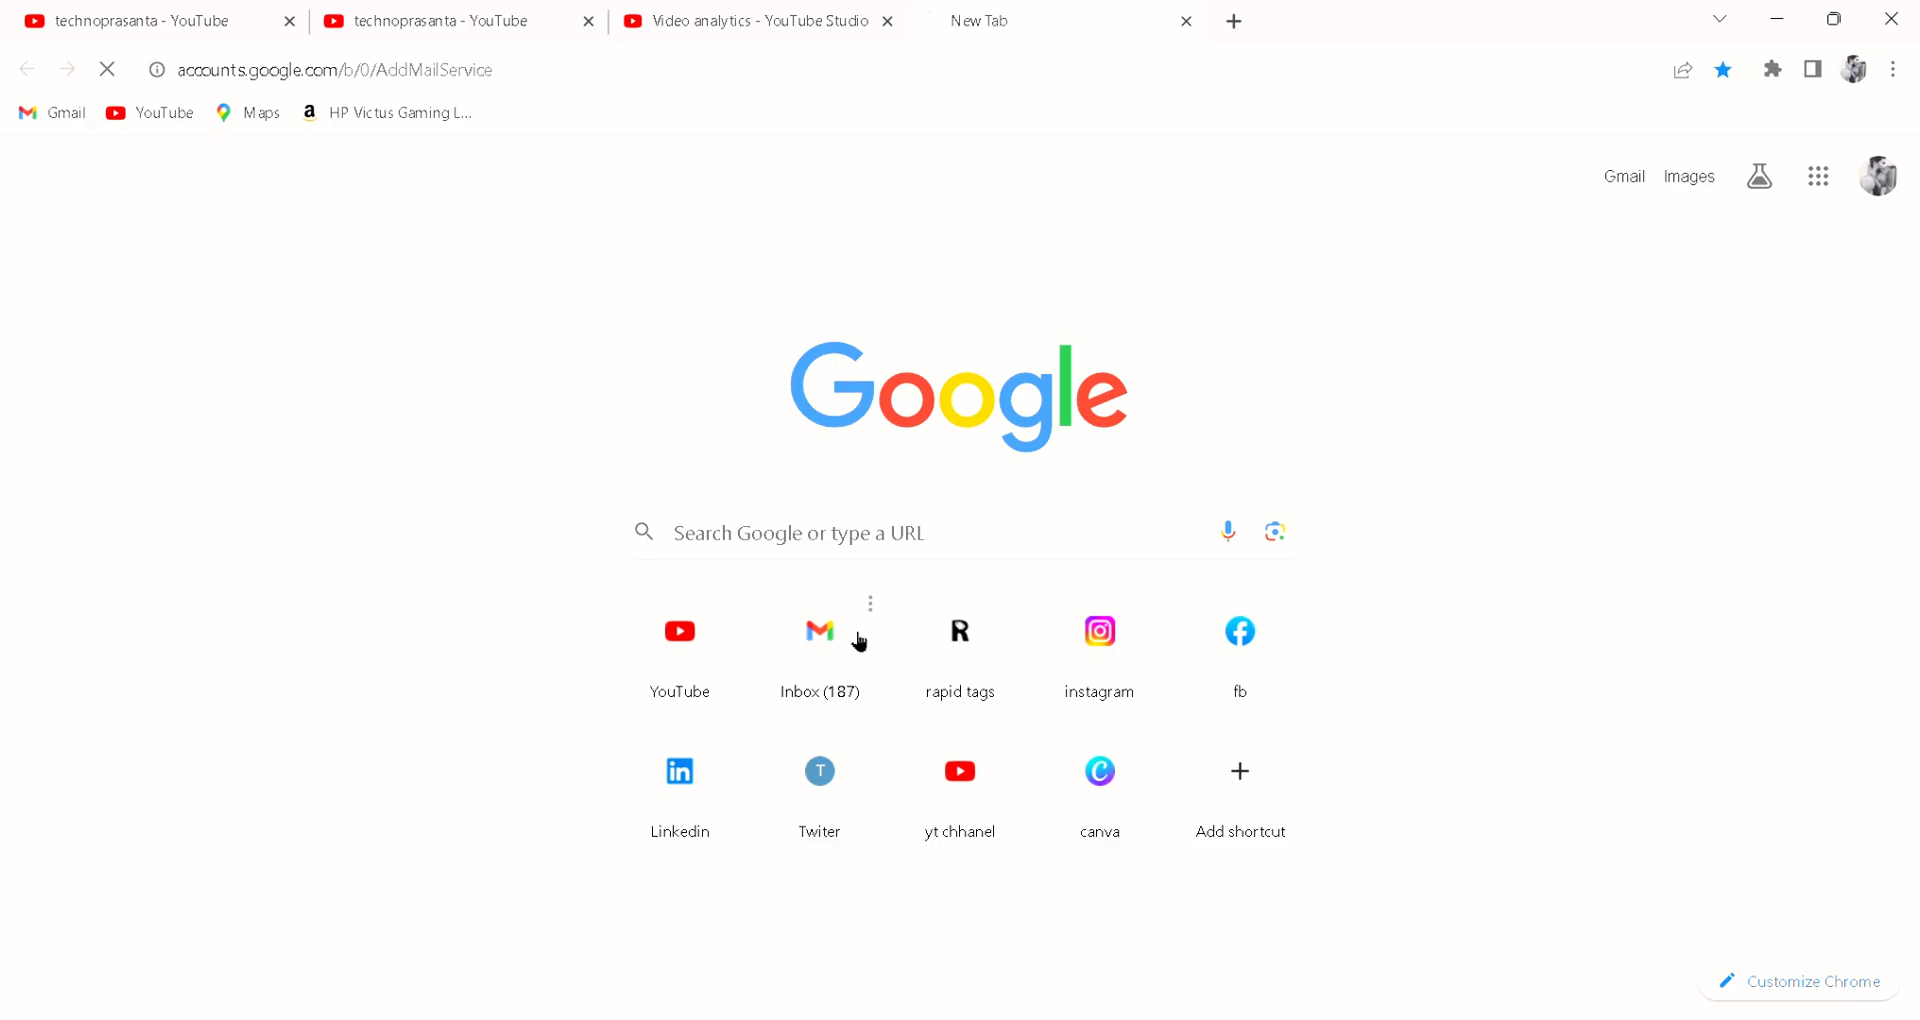 technoprasanta - YouTube technoprasanta - YouTube Video analytics - YouTube Studio New Tab
accounts.google.com/b/0/AddMailService
Gmail YouTube Maps a HP Victus Gaming L...
Gmail Images
Google
Search Google or type a URL
R
YouTube Inbox (187) rapid tags instagram fb
in T C
Linkedin Twiter yt chhanel canva Add shortcut
Customize Chrome